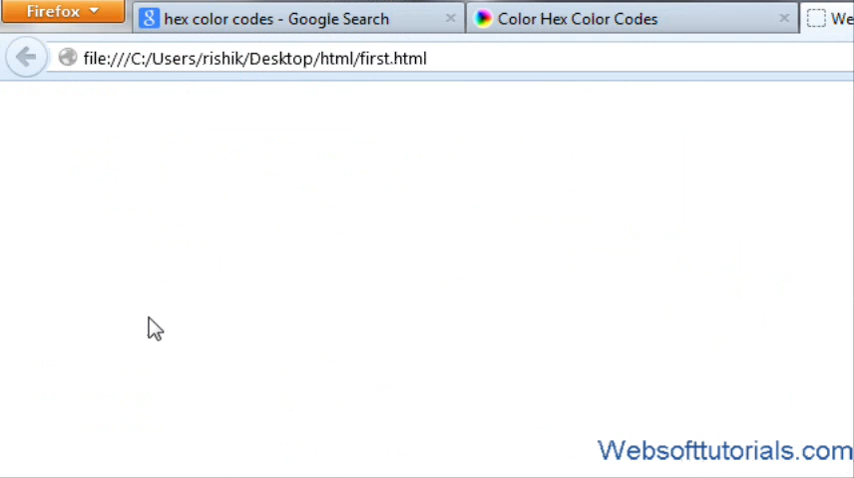 Firefox
hex color codes - Google Search
Color Hex Color Codes
We
file:///C:/Users/rishik/Desktop/html/first.html
Websofttutorials.com